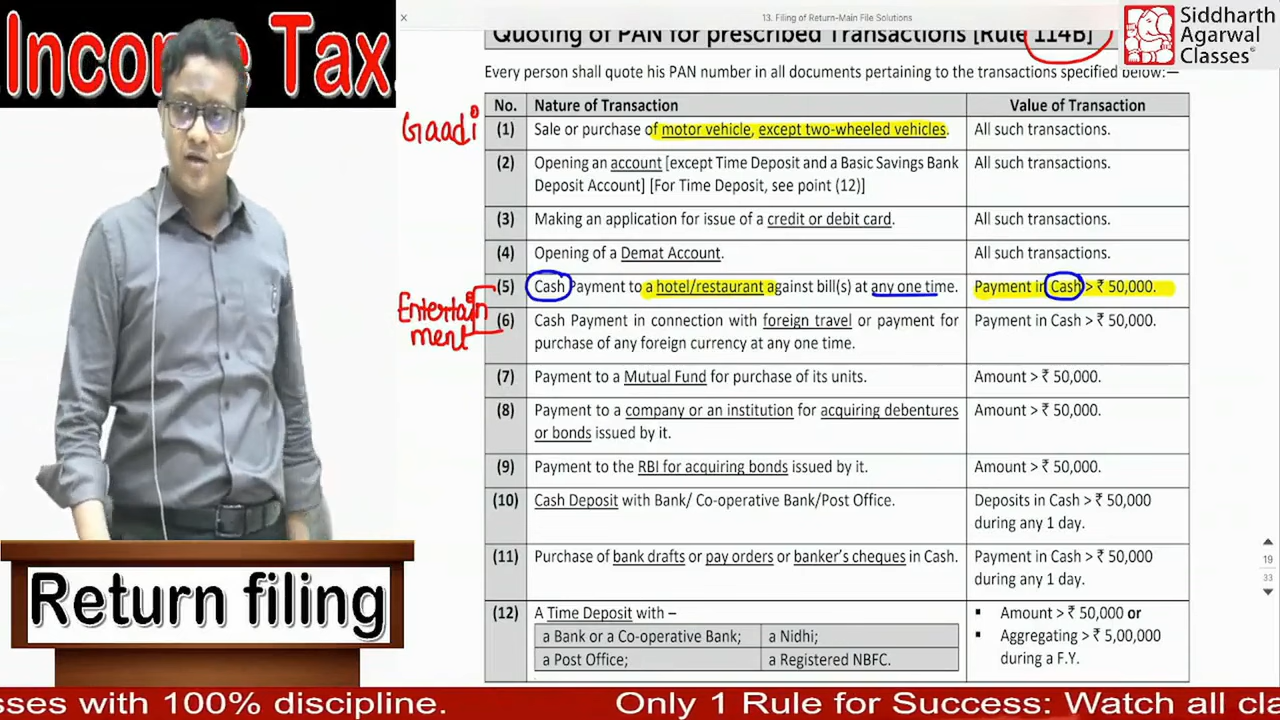 Income Tax.
13. Filing of Return-Main File Solutions
Siddharth
Agarwal
Classes®
Quoting of PAN for prescribed Transactions [Rule 114B]
Every person shall quote his PAN number in all documents pertaining to the transactions specified below:—
No. Nature of Transaction Value of Transaction
Gaadi
(1) Sale or purchase of motor vehicle, except two-wheeled vehicles. All such transactions.
(2) Opening an account [except Time Deposit and a Basic Savings Bank All such transactions.
Deposit Account] [For Time Deposit, see point (12)]
(3) Making an application for issue of a credit or debit card. All such transactions.
(4) Opening of a Demat Account. All such transactions.
Entertain
ment
(5) Cash Payment to a hotel/restaurant against bill(s) at any one time. Payment in Cash > ₹ 50,000.
(6) Cash Payment in connection with foreign travel or payment for Payment in Cash > ₹ 50,000.
purchase of any foreign currency at any one time.
(7) Payment to a Mutual Fund for purchase of its units. Amount > ₹ 50,000.
(8) Payment to a company or an institution for acquiring debentures Amount > ₹ 50,000.
or bonds issued by it.
(9) Payment to the RBI for acquiring bonds issued by it. Amount > ₹ 50,000.
(10) Cash Deposit with Bank/ Co-operative Bank/Post Office. Deposits in Cash > ₹ 50,000
during any 1 day.
(11) Purchase of bank drafts or pay orders or banker's cheques in Cash. Payment in Cash > ₹ 50,000
during any 1 day.
19
33
(12) A Time Deposit with – ▪ Amount > ₹ 50,000 or
a Bank or a Co-operative Bank; a Nidhi; ▪ Aggregating > ₹ 5,00,000
a Post Office; a Registered NBFC. during a F.Y.
Return filing
sses with 100% discipline. Only 1 Rule for Success: Watch all cla